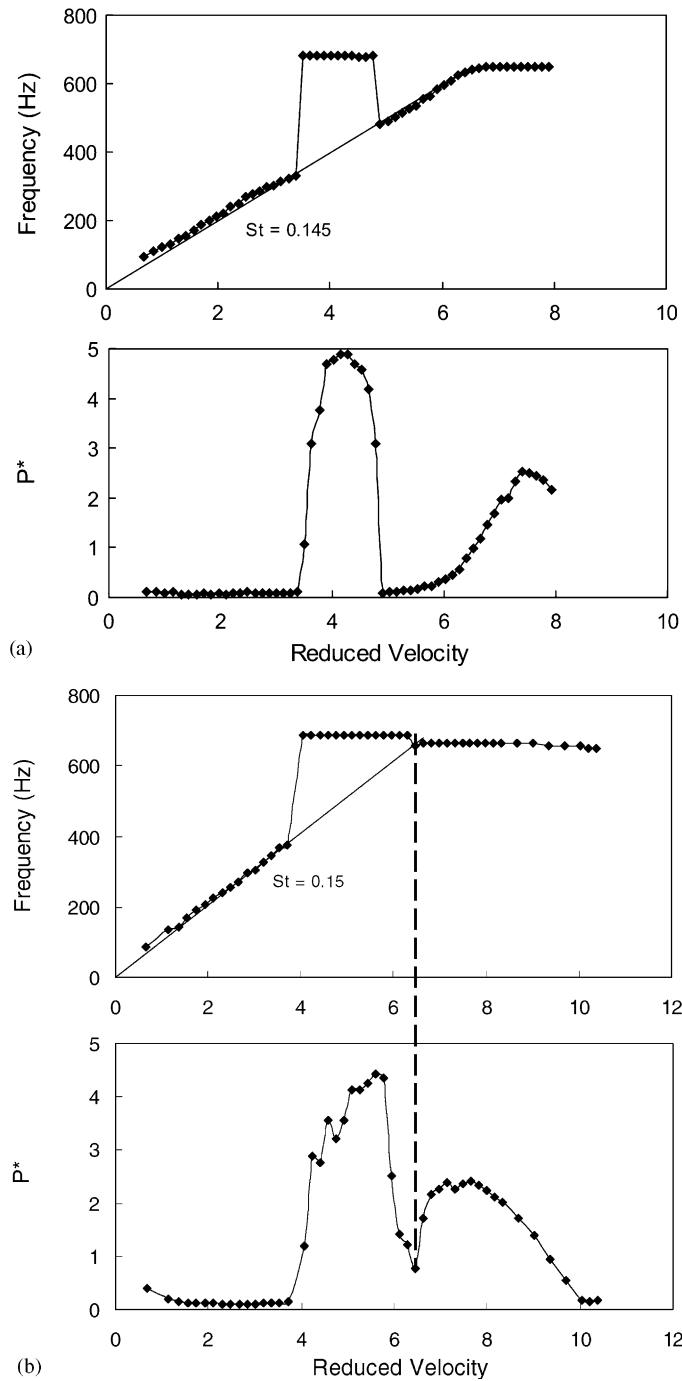 800
600
400
200
0
Frequency (Hz)
St = 0.145
0 2 4 6 8 10
5
4
3
2
1
0
P*
0 2 4 6 8 10
(a) Reduced Velocity
800
600
400
200
0
Frequency (Hz)
St = 0.15
0 2 4 6 8 10 12
5
4
3
2
1
0
P*
0 2 4 6 8 10 12
(b) Reduced Velocity